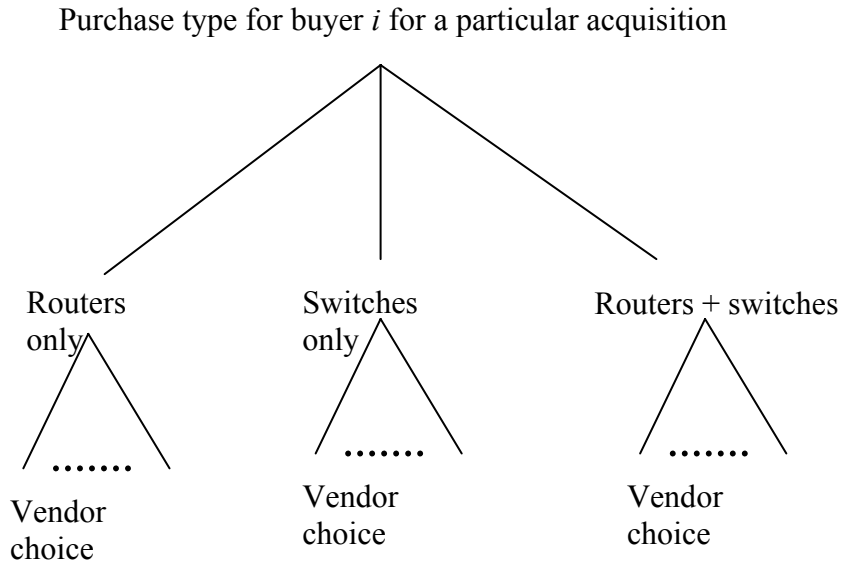 Purchase type for buyer i for a particular acquisition
Routers
only
Switches
only
Routers + switches
Vendor
choice
Vendor
choice
Vendor
choice